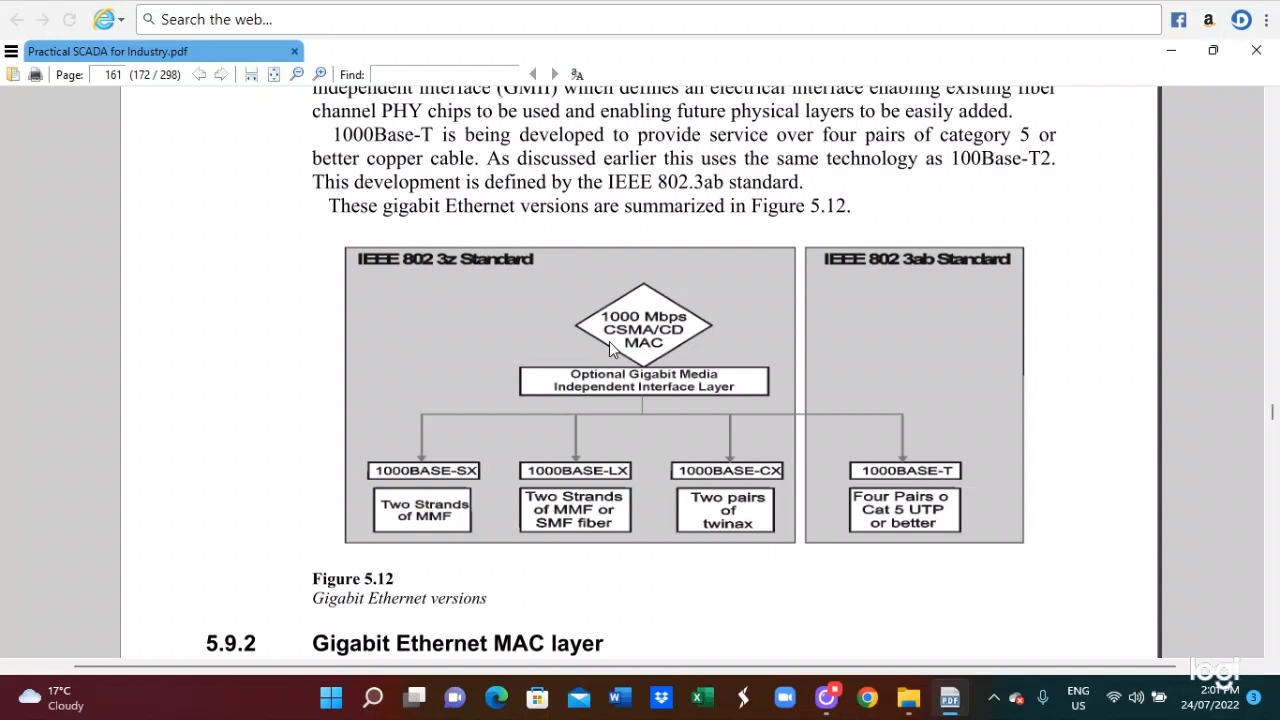 Search the web...
Practical SCADA for Industry.pdf
Page: 161 (172 / 298) Find:
independent interface (GMII) which defines an electrical interface enabling existing fiber
channel PHY chips to be used and enabling future physical layers to be easily added.
1000Base-T is being developed to provide service over four pairs of category 5 or
better copper cable. As discussed earlier this uses the same technology as 100Base-T2.
This development is defined by the IEEE 802.3ab standard.
These gigabit Ethernet versions are summarized in Figure 5.12.
IEEE 802 3z Standard
IEEE 802 3ab Standard
1000 Mbps
CSMA/CD
MAC
Optional Gigabit Media
Independent Interface Layer
1000BASE-SX
1000BASE-LX
1000BASE-CX
1000BASE-T
Two Strands
of MMF
Two Strands
of MMF or
SMF fiber
Two pairs
of
twinax
Four Pairs o
Cat 5 UTP
or better
Figure 5.12
Gigabit Ethernet versions
5.9.2 Gigabit Ethernet MAC layer
logi
17°C
Cloudy
ENG
US
2:01 PM
24/07/2022
3